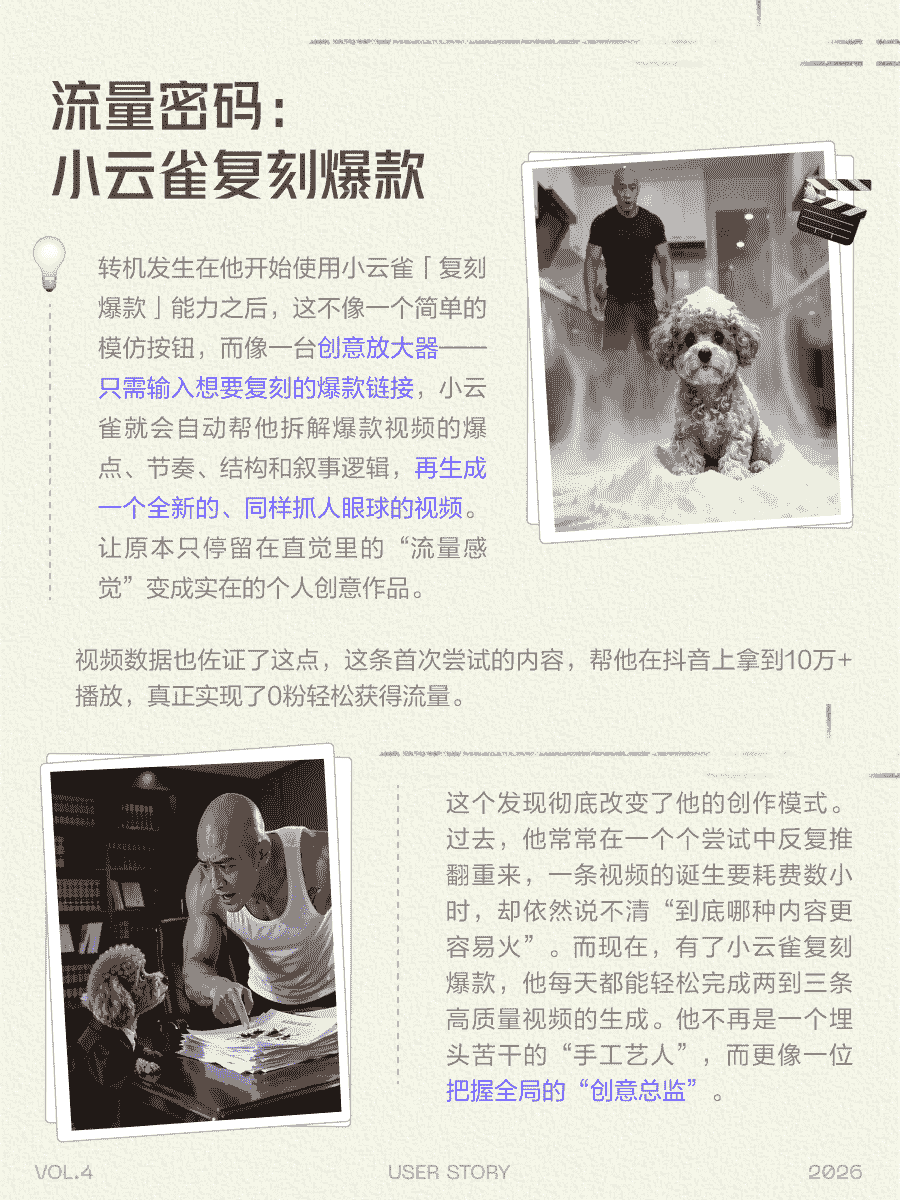 流量密码：
小云雀复刻爆款
转机发生在他开始使用小云雀「复刻
爆款」能力之后，这不像一个简单的
模仿按钮，而像一台创意放大器——
只需输入想要复刻的爆款链接，小云
雀就会自动帮他拆解爆款视频的爆
点、节奏、结构和叙事逻辑，再生成
一个全新的、同样抓人眼球的视频。
让原本只停留在直觉里的“流量感
觉”变成实在的个人创意作品。
视频数据也佐证了这点，这条首次尝试的内容，帮他在抖音上拿到10万+
播放，真正实现了0粉轻松获得流量。
这个发现彻底改变了他的创作模式。
过去，他常常在一个个尝试中反复推
翻重来，一条视频的诞生要耗费数小
时，却依然说不清“到底哪种内容更
容易火”。而现在，有了小云雀复刻
爆款，他每天都能轻松完成两到三条
高质量视频的生成。他不再是一个埋
头苦干的“手工艺人”，而更像一位
把握全局的“创意总监”。
VOL.4
USER STORY
2026